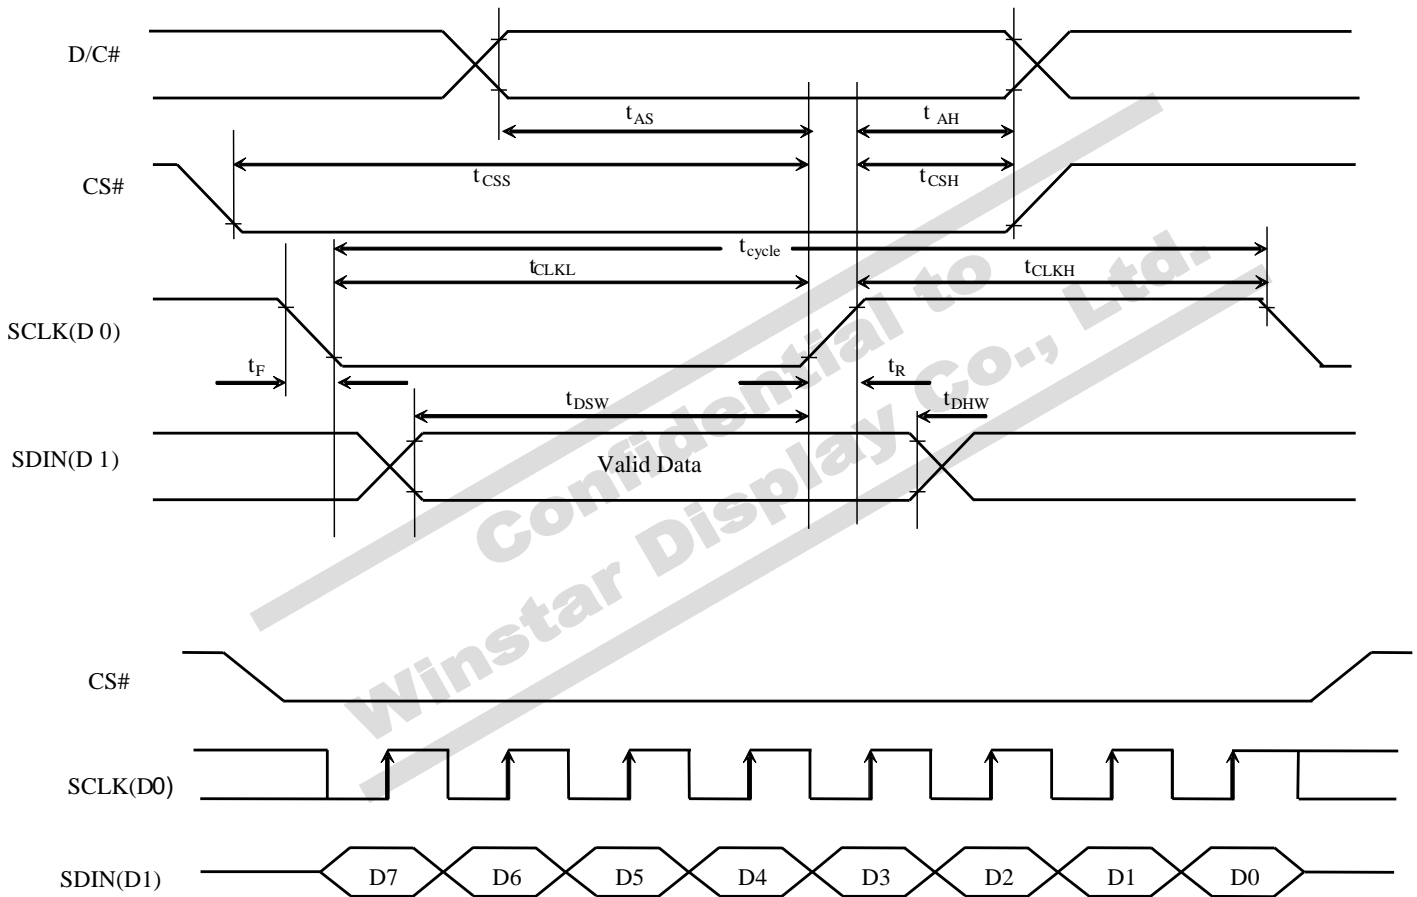 D/C#
tAS
t AH
CS#
tCSS
tCSH
tcycle
tCLKL
tCLKH
SCLK(D 0)
tF
tR
tDSW
tDHW
SDIN(D 1)
Valid Data
Confidential to
Winstar Display Co., Ltd.
CS#
SCLK(D0)
SDIN(D1)
D7 D6 D5 D4 D3 D2 D1 D0